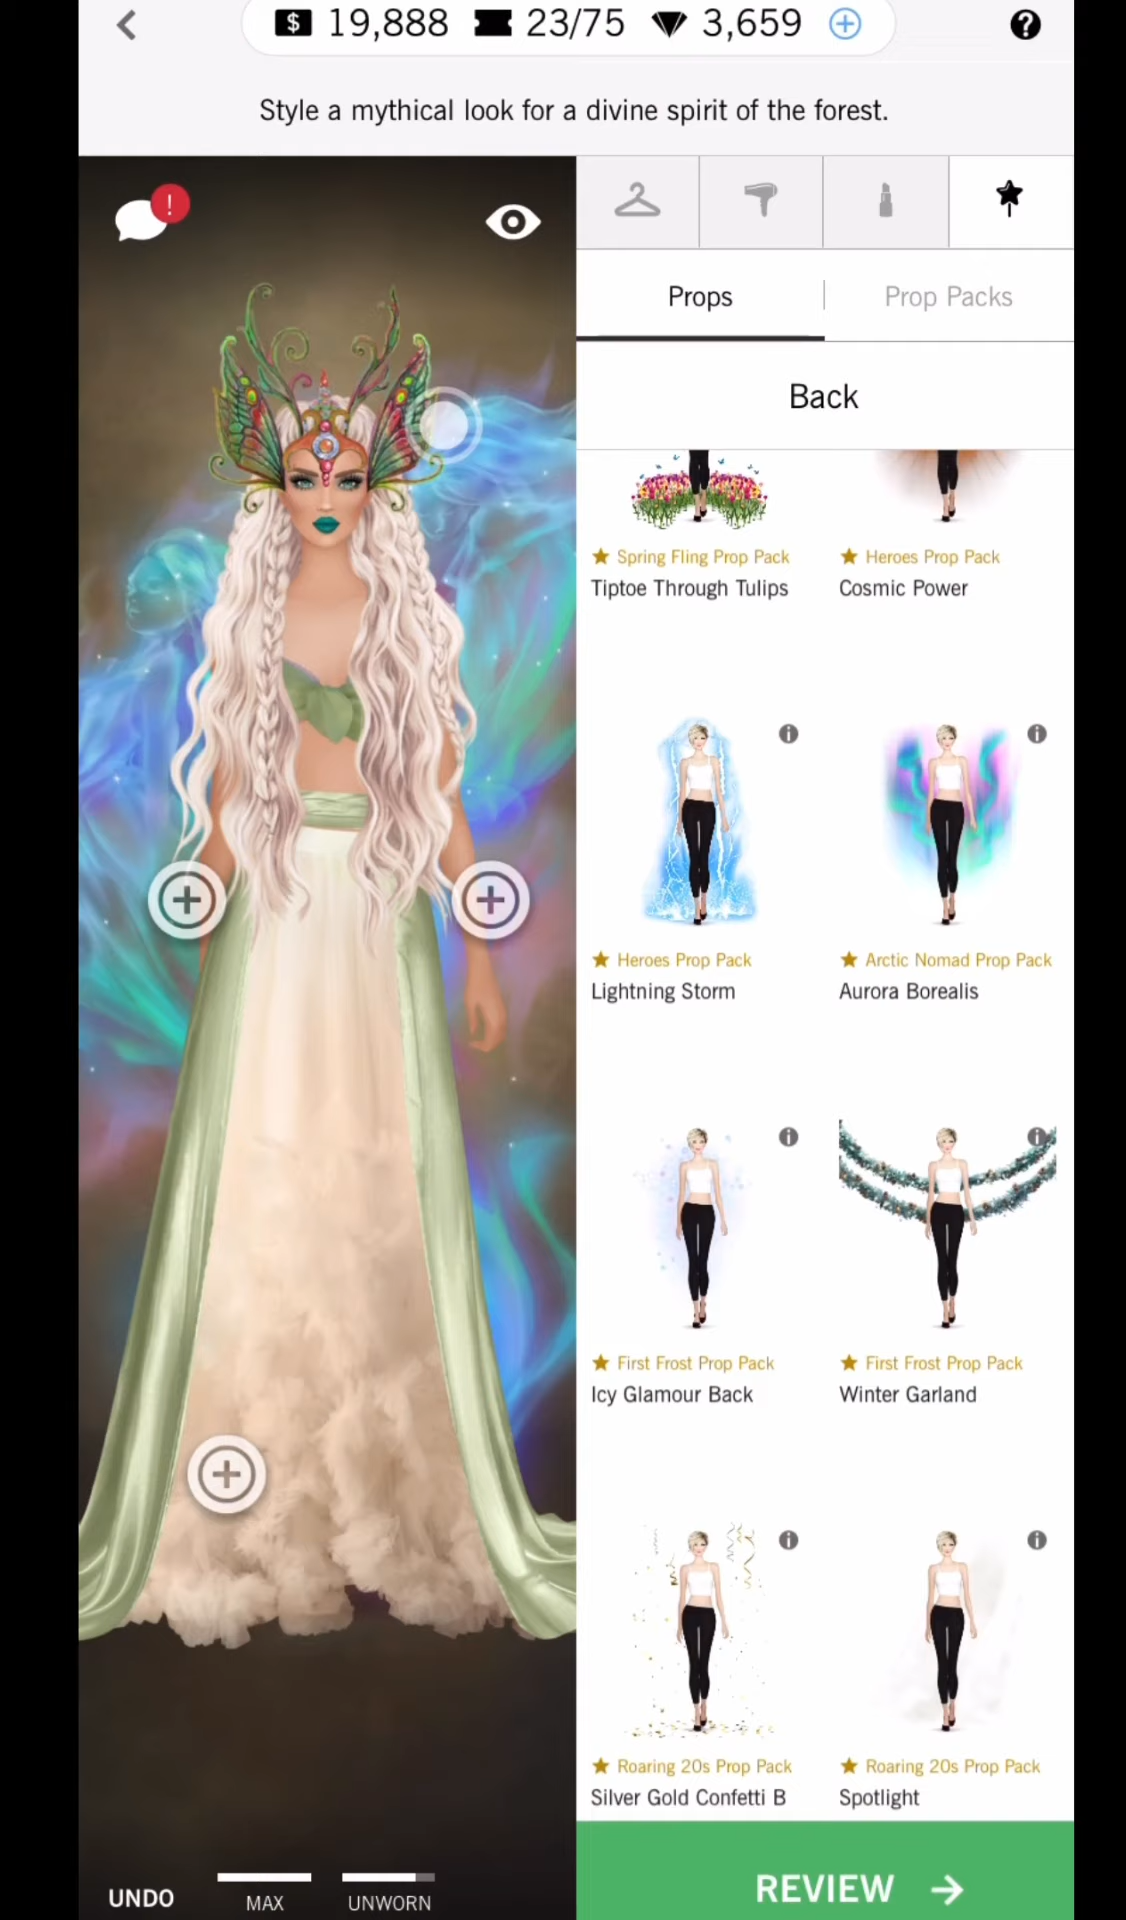 $ 19,888 23/75 3,659 + ?
Style a mythical look for a divine spirit of the forest.
!
Props
Prop Packs
Back
Spring Fling Prop Pack
Tiptoe Through Tulips
Heroes Prop Pack
Cosmic Power
Heroes Prop Pack
Lightning Storm
Arctic Nomad Prop Pack
Aurora Borealis
First Frost Prop Pack
Icy Glamour Back
First Frost Prop Pack
Winter Garland
Roaring 20s Prop Pack
Silver Gold Confetti B
Roaring 20s Prop Pack
Spotlight
UNDO
MAX
UNWORN
REVIEW